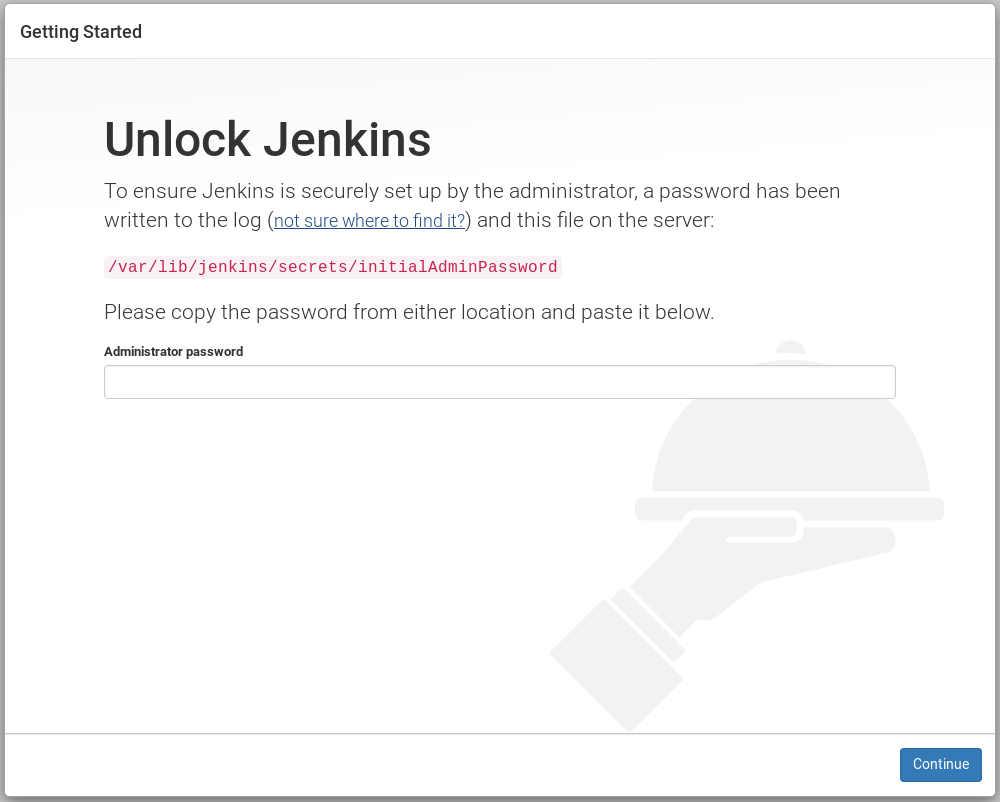 Getting Started
Unlock Jenkins
To ensure Jenkins is securely set up by the administrator, a password has been
written to the log (not sure where to find it?) and this file on the server:
/var/lib/jenkins/secrets/initialAdminPassword
Please copy the password from either location and paste it below.
Administrator password
Continue